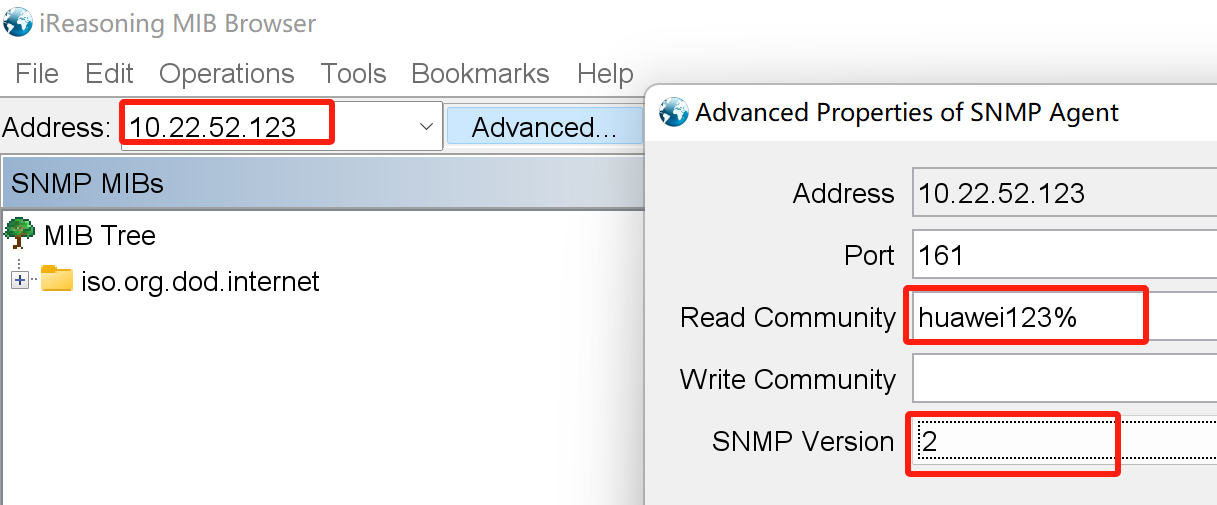 iReasoning MIB Browser
File Edit Operations Tools Bookmarks Help
Address: 10.22.52.123 Advanced...
SNMP MIBs
MIB Tree
iso.org.dod.internet
Advanced Properties of SNMP Agent
Address 10.22.52.123
Port 161
Read Community huawei123%
Write Community
SNMP Version 2